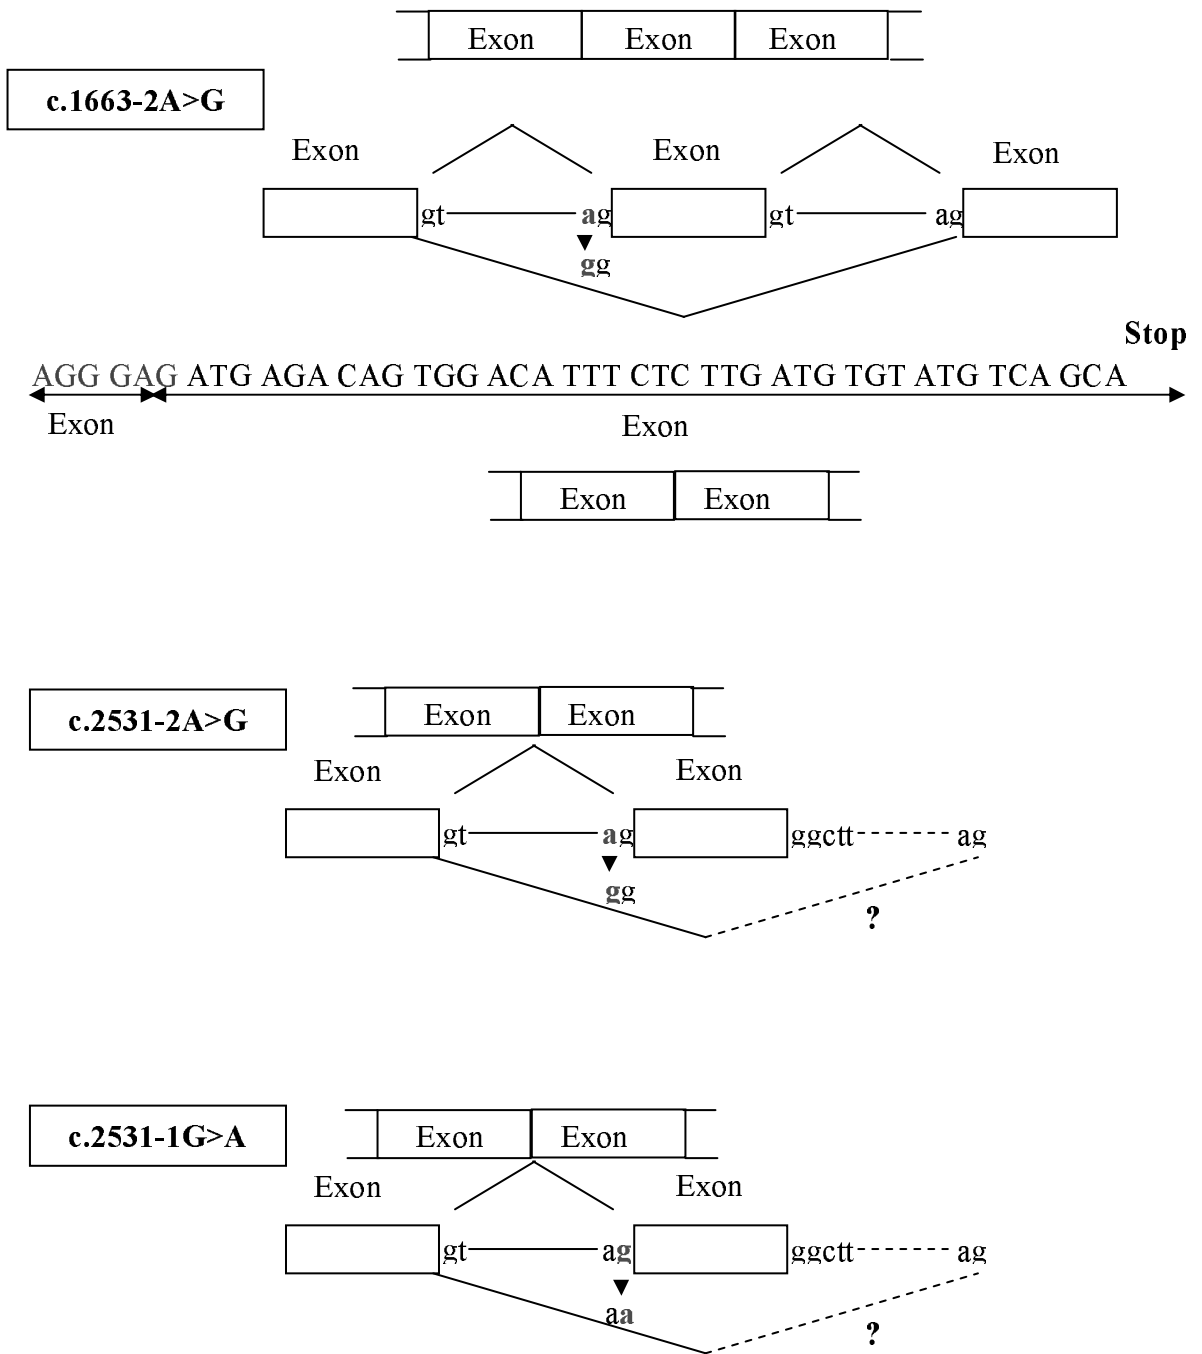 Exon Exon Exon
c.1663-2A>G
Exon Exon Exon
gt ag gt ag
gg
Stop
AGG GAG ATG AGA CAG TGG ACA TTT CTC TTG ATG TGT ATG TCA GCA
Exon Exon
Exon Exon
c.2531-2A>G
Exon Exon
Exon Exon
gt ag ggctt ag
gg
?
c.2531-1G>A
Exon Exon
Exon Exon
gt ag ggctt ag
aa
?